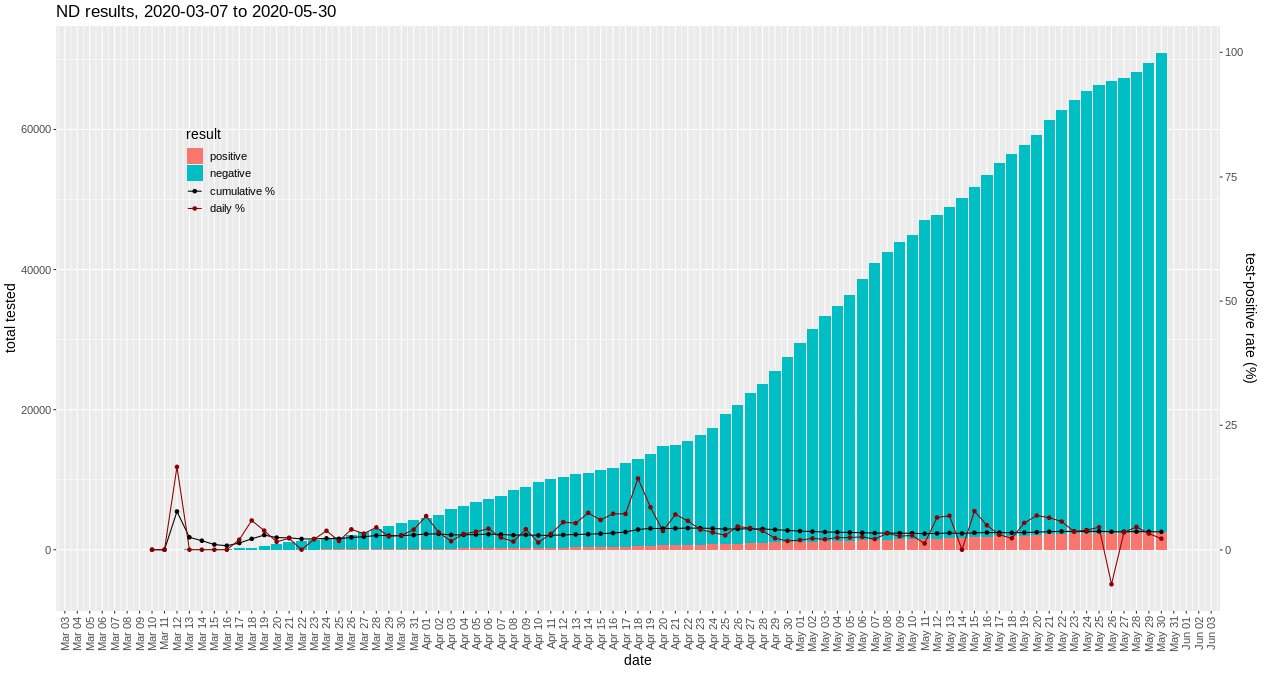 ND results, 2020-03-07 to 2020-05-30
total tested
60000
40000
20000
0
result
positive
negative
cumulative %
daily %
100
75
50
25
0
test-positive rate (%)
Mar 03
Mar 04
Mar 05
Mar 06
Mar 07
Mar 08
Mar 09
Mar 10
Mar 11
Mar 12
Mar 13
Mar 14
Mar 15
Mar 16
Mar 17
Mar 18
Mar 19
Mar 20
Mar 21
Mar 22
Mar 23
Mar 24
Mar 25
Mar 26
Mar 27
Mar 28
Mar 29
Mar 30
Mar 31
Apr 01
Apr 02
Apr 03
Apr 04
Apr 05
Apr 06
Apr 07
Apr 08
Apr 09
Apr 10
Apr 11
Apr 12
Apr 13
Apr 14
Apr 15
Apr 16
Apr 17
Apr 18
Apr 19
Apr 20
Apr 21
Apr 22
Apr 23
Apr 24
Apr 25
Apr 26
Apr 27
Apr 28
Apr 29
Apr 30
May 01
May 02
May 03
May 04
May 05
May 06
May 07
May 08
May 09
May 10
May 11
May 12
May 13
May 14
May 15
May 16
May 17
May 18
May 19
May 20
May 21
May 22
May 23
May 24
May 25
May 26
May 27
May 28
May 29
May 30
May 31
Jun 01
Jun 02
Jun 03
date